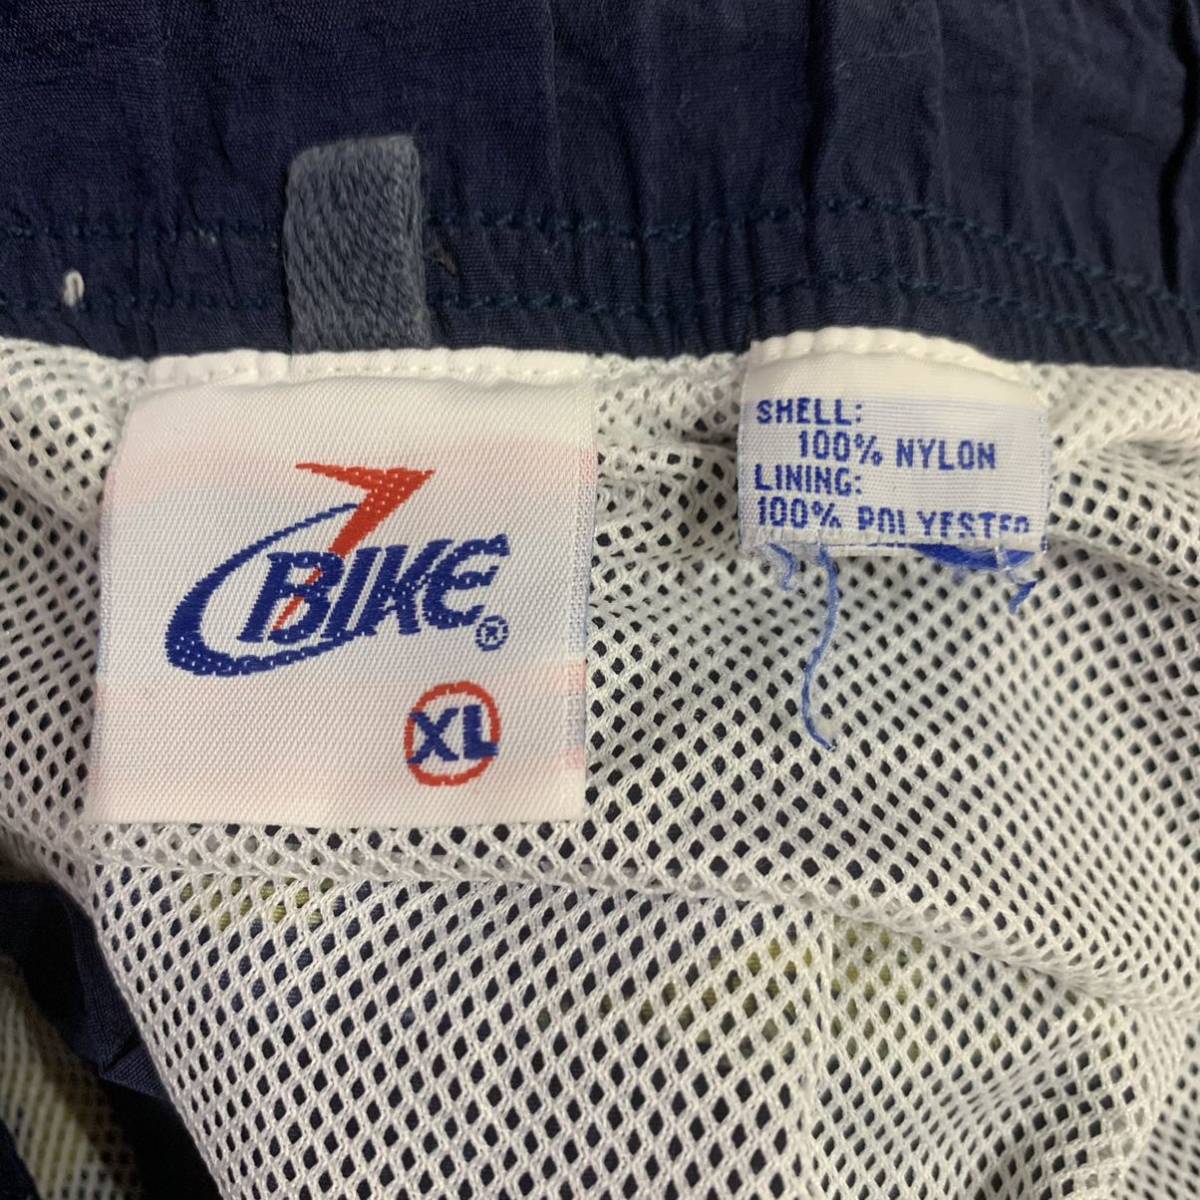 BIKE®
XL
SHELL:
100% NYLON
LINING:
100% POLYESTER